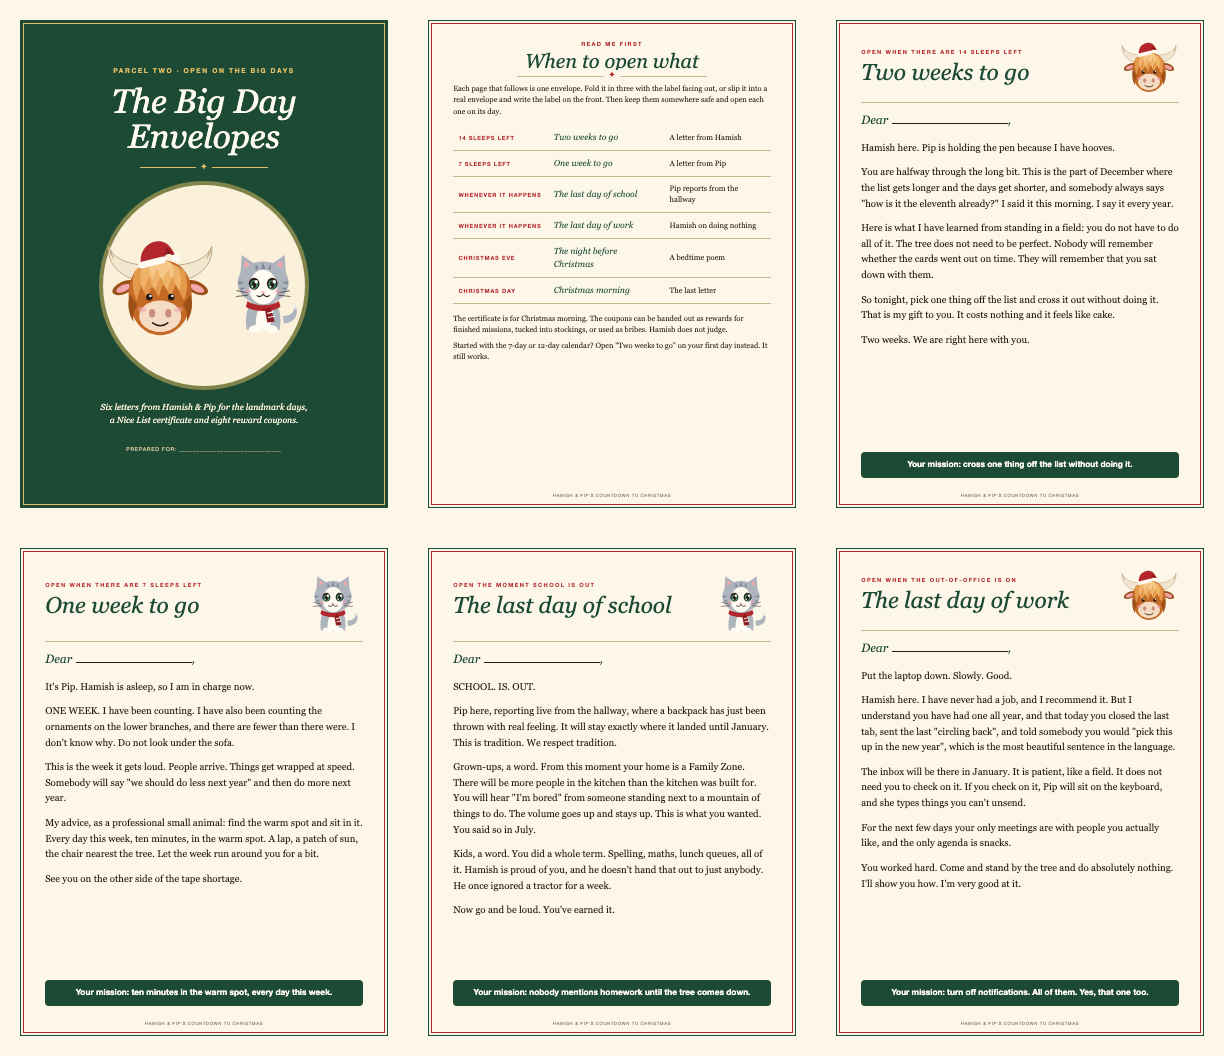 PARCEL TWO · OPEN ON THE BIG DAYS
The Big Day
Envelopes
Six letters from Hamish & Pip for the landmark days,
a Nice List certificate and eight reward coupons.
PREPARED FOR: ______________________________
READ ME FIRST
When to open what
Each page that follows is one envelope. Fold it in three with the label facing out, or slip it into a
real envelope and write the label on the front. Then keep them somewhere safe and open each
one on its day.
14 SLEEPS LEFT Two weeks to go A letter from Hamish
7 SLEEPS LEFT One week to go A letter from Pip
WHENEVER IT HAPPENS The last day of school Pip reports from the
hallway
WHENEVER IT HAPPENS The last day of work Hamish on doing nothing
CHRISTMAS EVE The night before
Christmas A bedtime poem
CHRISTMAS DAY Christmas morning The last letter
The certificate is for Christmas morning. The coupons can be handed out as rewards for
finished missions, tucked into stockings, or used as bribes. Hamish does not judge.
Started with the 7-day or 12-day calendar? Open "Two weeks to go" on your first day instead. It
still works.
HAMISH & PIP'S COUNTDOWN TO CHRISTMAS
OPEN WHEN THERE ARE 14 SLEEPS LEFT
Two weeks to go
Dear ____________________,
Hamish here. Pip is holding the pen because I have hooves.
You are halfway through the long bit. This is the part of December where
the list gets longer and the days get shorter, and somebody always says
"how is it the eleventh already?" I said it this morning. I say it every year.
Here is what I have learned from standing in a field: you do not have to do
all of it. The tree does not need to be perfect. Nobody will remember
whether the cards went out on time. They will remember that you sat
down with them.
So tonight, pick one thing off the list and cross it out without doing it.
That is my gift to you. It costs nothing and it feels like cake.
Two weeks. We are right here with you.
Your mission: cross one thing off the list without doing it.
HAMISH & PIP'S COUNTDOWN TO CHRISTMAS
OPEN WHEN THERE ARE 7 SLEEPS LEFT
One week to go
Dear ____________________,
It's Pip. Hamish is asleep, so I am in charge now.
ONE WEEK. I have been counting. I have also been counting the
ornaments on the lower branches, and there are fewer than there were. I
don't know why. Do not look under the sofa.
This is the week it gets loud. People arrive. Things get wrapped at speed.
Somebody will say "we should do less next year" and then do more next
year.
My advice, as a professional small animal: find the warm spot and sit in it.
Every day this week, ten minutes, in the warm spot. A lap, a patch of sun,
the chair nearest the tree. Let the week run around you for a bit.
See you on the other side of the tape shortage.
Your mission: ten minutes in the warm spot, every day this week.
HAMISH & PIP'S COUNTDOWN TO CHRISTMAS
OPEN THE MOMENT SCHOOL IS OUT
The last day of school
Dear ____________________,
SCHOOL. IS. OUT.
Pip here, reporting live from the hallway, where a backpack has just been
thrown with real feeling. It will stay exactly where it landed until January.
This is tradition. We respect tradition.
Grown-ups, a word. From this moment your home is a Family Zone.
There will be more people in the kitchen than the kitchen was built for.
You will hear "I'm bored" from someone standing next to a mountain of
things to do. The volume goes up and stays up. This is what you wanted.
You said so in July.
Kids, a word. You did a whole term. Spelling, maths, lunch queues, all of
it. Hamish is proud of you, and he doesn't hand that out to just anybody.
He once ignored a tractor for a week.
Now go and be loud. You've earned it.
Your mission: nobody mentions homework until the tree comes down.
HAMISH & PIP'S COUNTDOWN TO CHRISTMAS
OPEN WHEN THE OUT-OF-OFFICE IS ON
The last day of work
Dear ____________________,
Put the laptop down. Slowly. Good.
Hamish here. I have never had a job, and I recommend it. But I
understand you have had one all year, and that today you closed the last
tab, sent the last "circling back", and told somebody you would "pick this
up in the new year", which is the most beautiful sentence in the language.
The inbox will be there in January. It is patient, like a field. It does not
need you to check on it. If you check on it, Pip will sit on the keyboard,
and she types things you can't unsend.
For the next few days your only meetings are with people you actually
like, and the only agenda is snacks.
You worked hard. Come and stand by the tree and do absolutely nothing.
I'll show you how. I'm very good at it.
Your mission: turn off notifications. All of them. Yes, that one too.
HAMISH & PIP'S COUNTDOWN TO CHRISTMAS